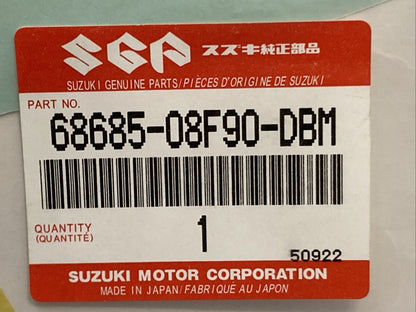 SGP スズキ純正部品
SUZUKI GENUINE PARTS/PIÈCES D'ORIGINE DE SUZUKI
PART NO.
68685-08F90-DBM
QUANTITY
(QUANTITÉ)
1
50922
SUZUKI MOTOR CORPORATION
MADE IN JAPAN/FABRIQUÉ AU JAPON